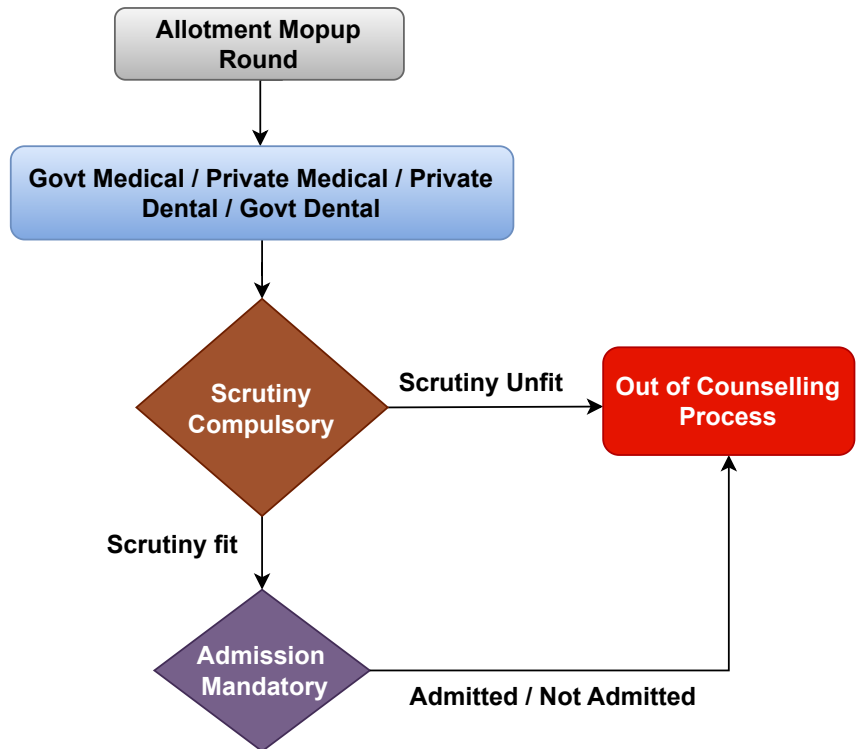 Allotment Mopup
Round
Govt Medical / Private Medical / Private
Dental / Govt Dental
Scrutiny
Compulsory
Scrutiny Unfit
Out of Counselling
Process
Scrutiny fit
Admission
Mandatory
Admitted / Not Admitted